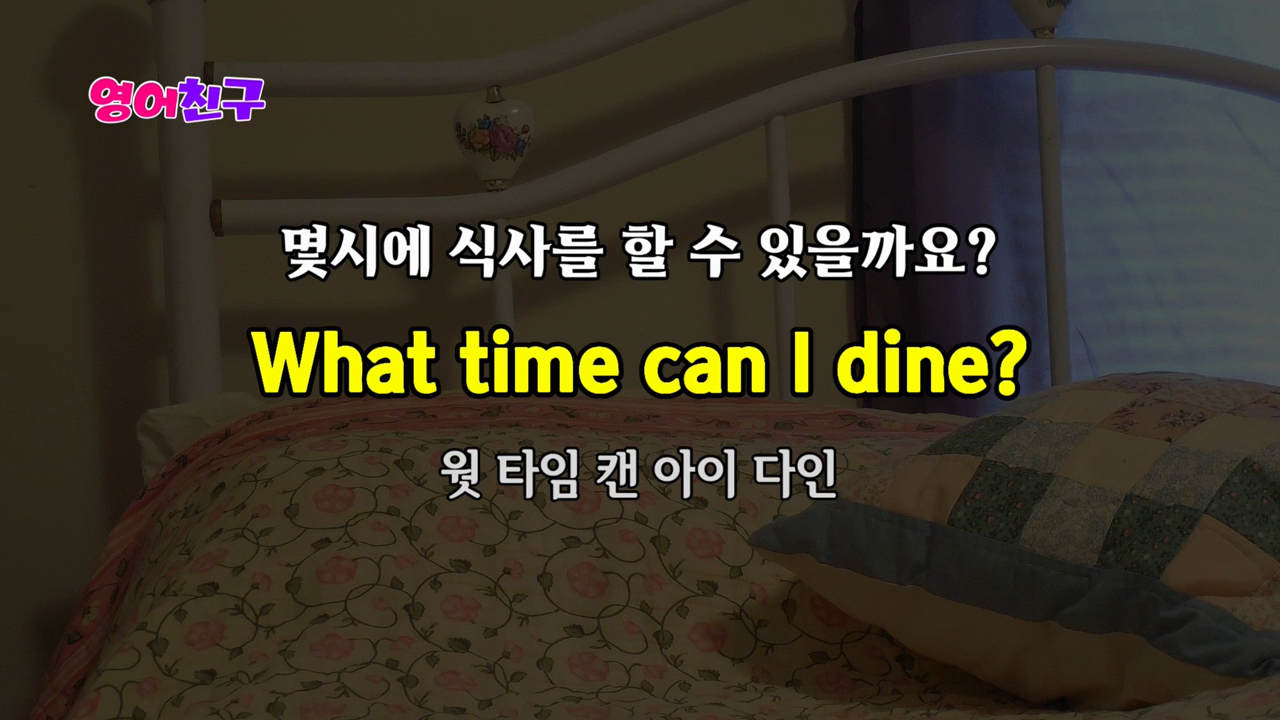 영어친구
몇시에 식사를 할 수 있을까요?
What time can I dine?
웟 타임 캔 아이 다인